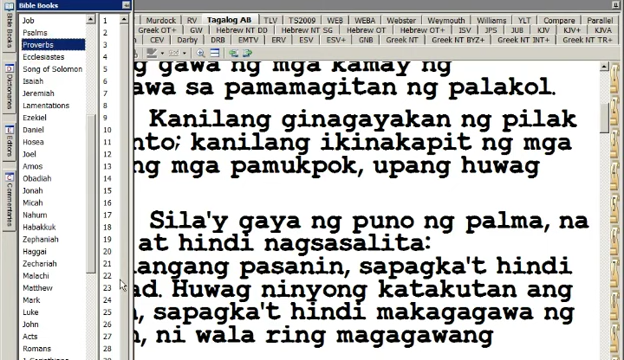 Bible Books
Job
Psalms
Proverbs
Ecclesiastes
Song of Solomon
Isaiah
Jeremiah
Lamentations
Ezekiel
Daniel
Hosea
Joel
Amos
Obadiah
Jonah
Micah
Nahum
Habakkuk
Zephaniah
Haggai
Zechariah
Malachi
Matthew
Mark
Luke
John
Acts
Romans
1
2
3
4
5
6
7
8
9
10
11
12
13
14
15
16
17
18
19
20
21
22
23
24
25
26
27
28
Bible Books
Dictionaries
Editors
Commentaries
Murdock RV Tagalog AB TLV TS2009 WEB WEBA Webster Weymouth Williams YLT Compare Parallel
Greek OT+ GW Hebrew NT DD Hebrew NT SG Hebrew OT Hebrew OT+ ISV JUB KJV KJV+ KJVA
CEV Darby DRB BYZ EMTV ERV ESV ESV+ GNB Greek NT Greek NT INT+ Greek NT TR+
g gawa ng mga kamay ng
awa sa pamamagitan ng palakol.
Kanilang ginagayakan ng pilak
nto; kanilang ikinakapit ng mga
ng mga pamukpok, upang huwag
Sila'y gaya ng puno ng palma, na
at hindi nagsasalita:
langang pasanin, sapagka't hindi
ad. Huwag ninyong katakutan ang
, sapagka't hindi makagagawa ng
n, ni wala ring magagawang